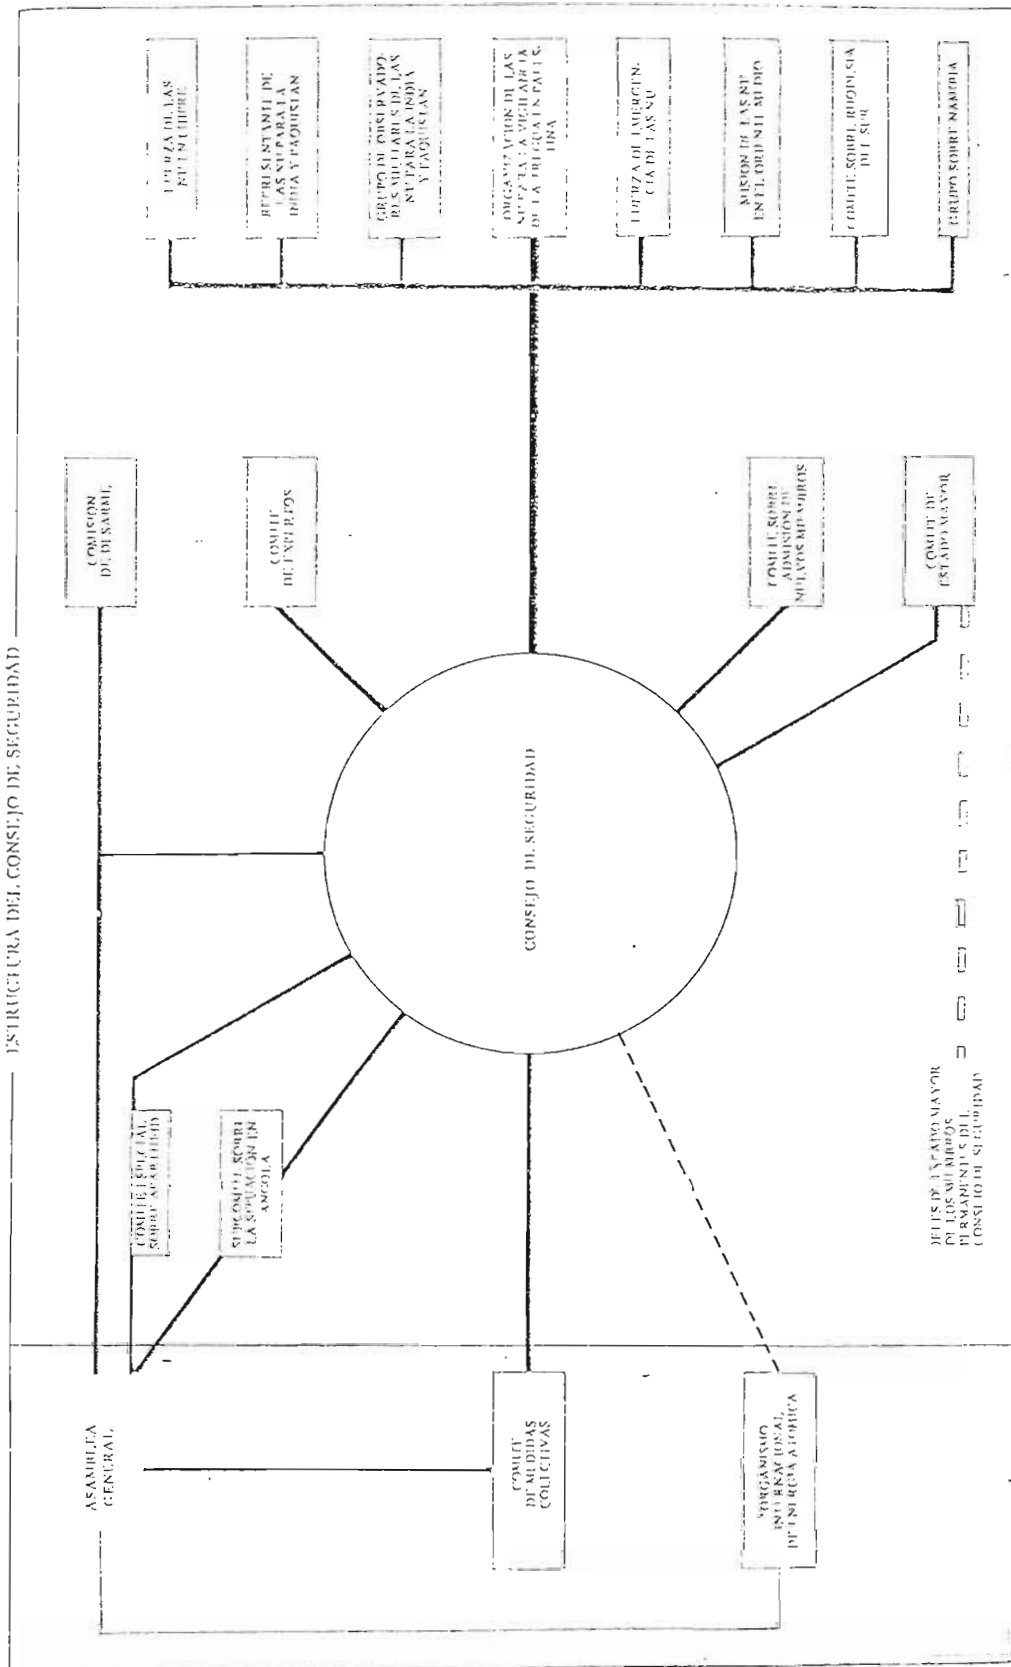 ESTRUCTURA DEL CONSEJO DE SEGURIDAD
ASAMBLEA
GENERAL
COMITE ESPECIAL
SOBRE APARTHEID
SUBCOMITE SOBRE
LA SITUACION EN
ANGOLA
COMITE
DE MEDIDAS
COLECTIVAS
*ORGANISMO
INTERNACIONAL
DE ENERGIA ATOMICA
JEFES DE ESTADO MAYOR
DE LOS MIEMBROS
PERMANENTES DEL
CONSEJO DE SEGURIDAD
CONSEJO DE SEGURIDAD
COMISION
DE DESARME
COMITE
DE EXPERTOS
COMITE SOBRE
ADMISION DE
NUEVOS MIEMBROS
COMITE DE
ESTADO MAYOR
FUERZA DE LAS
NU EN CHIPRE
REPRESENTANTE DE
LAS NU PARA LA
INDIA Y PAQUISTAN
GRUPO DE OBSERVADO-
RES MILITARES DE LAS
NU PARA LA INDIA
Y PAQUISTAN
ORGANIZACION DE LAS
NU PARA LA VIGILANCIA
DE LA TREGUA EN PALES-
TINA
FUERZA DE EMERGEN-
CIA DE LAS NU
MISION DE LAS NU
EN EL ORIENTE MEDIO
COMITE SOBRE RHODESIA
DEL SUR
GRUPO SOBRE NAMIBIA